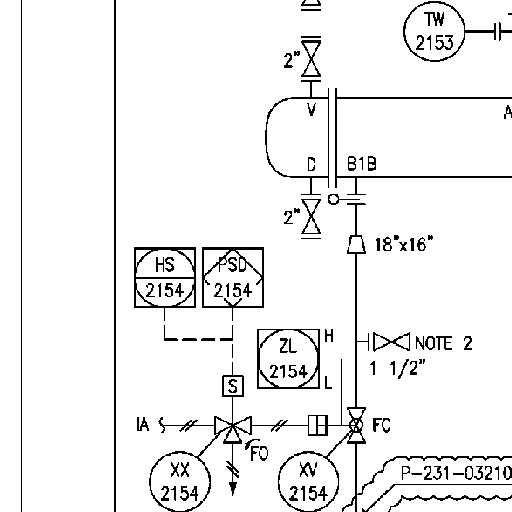 TW
2153
2"
V
A
D
B1B
2"
18"x16"
HS
2154
PSD
2154
ZL
2154
H
L
NOTE 2
1 1/2"
S
IA
FO
FC
XX
2154
XV
2154
P-231-03210